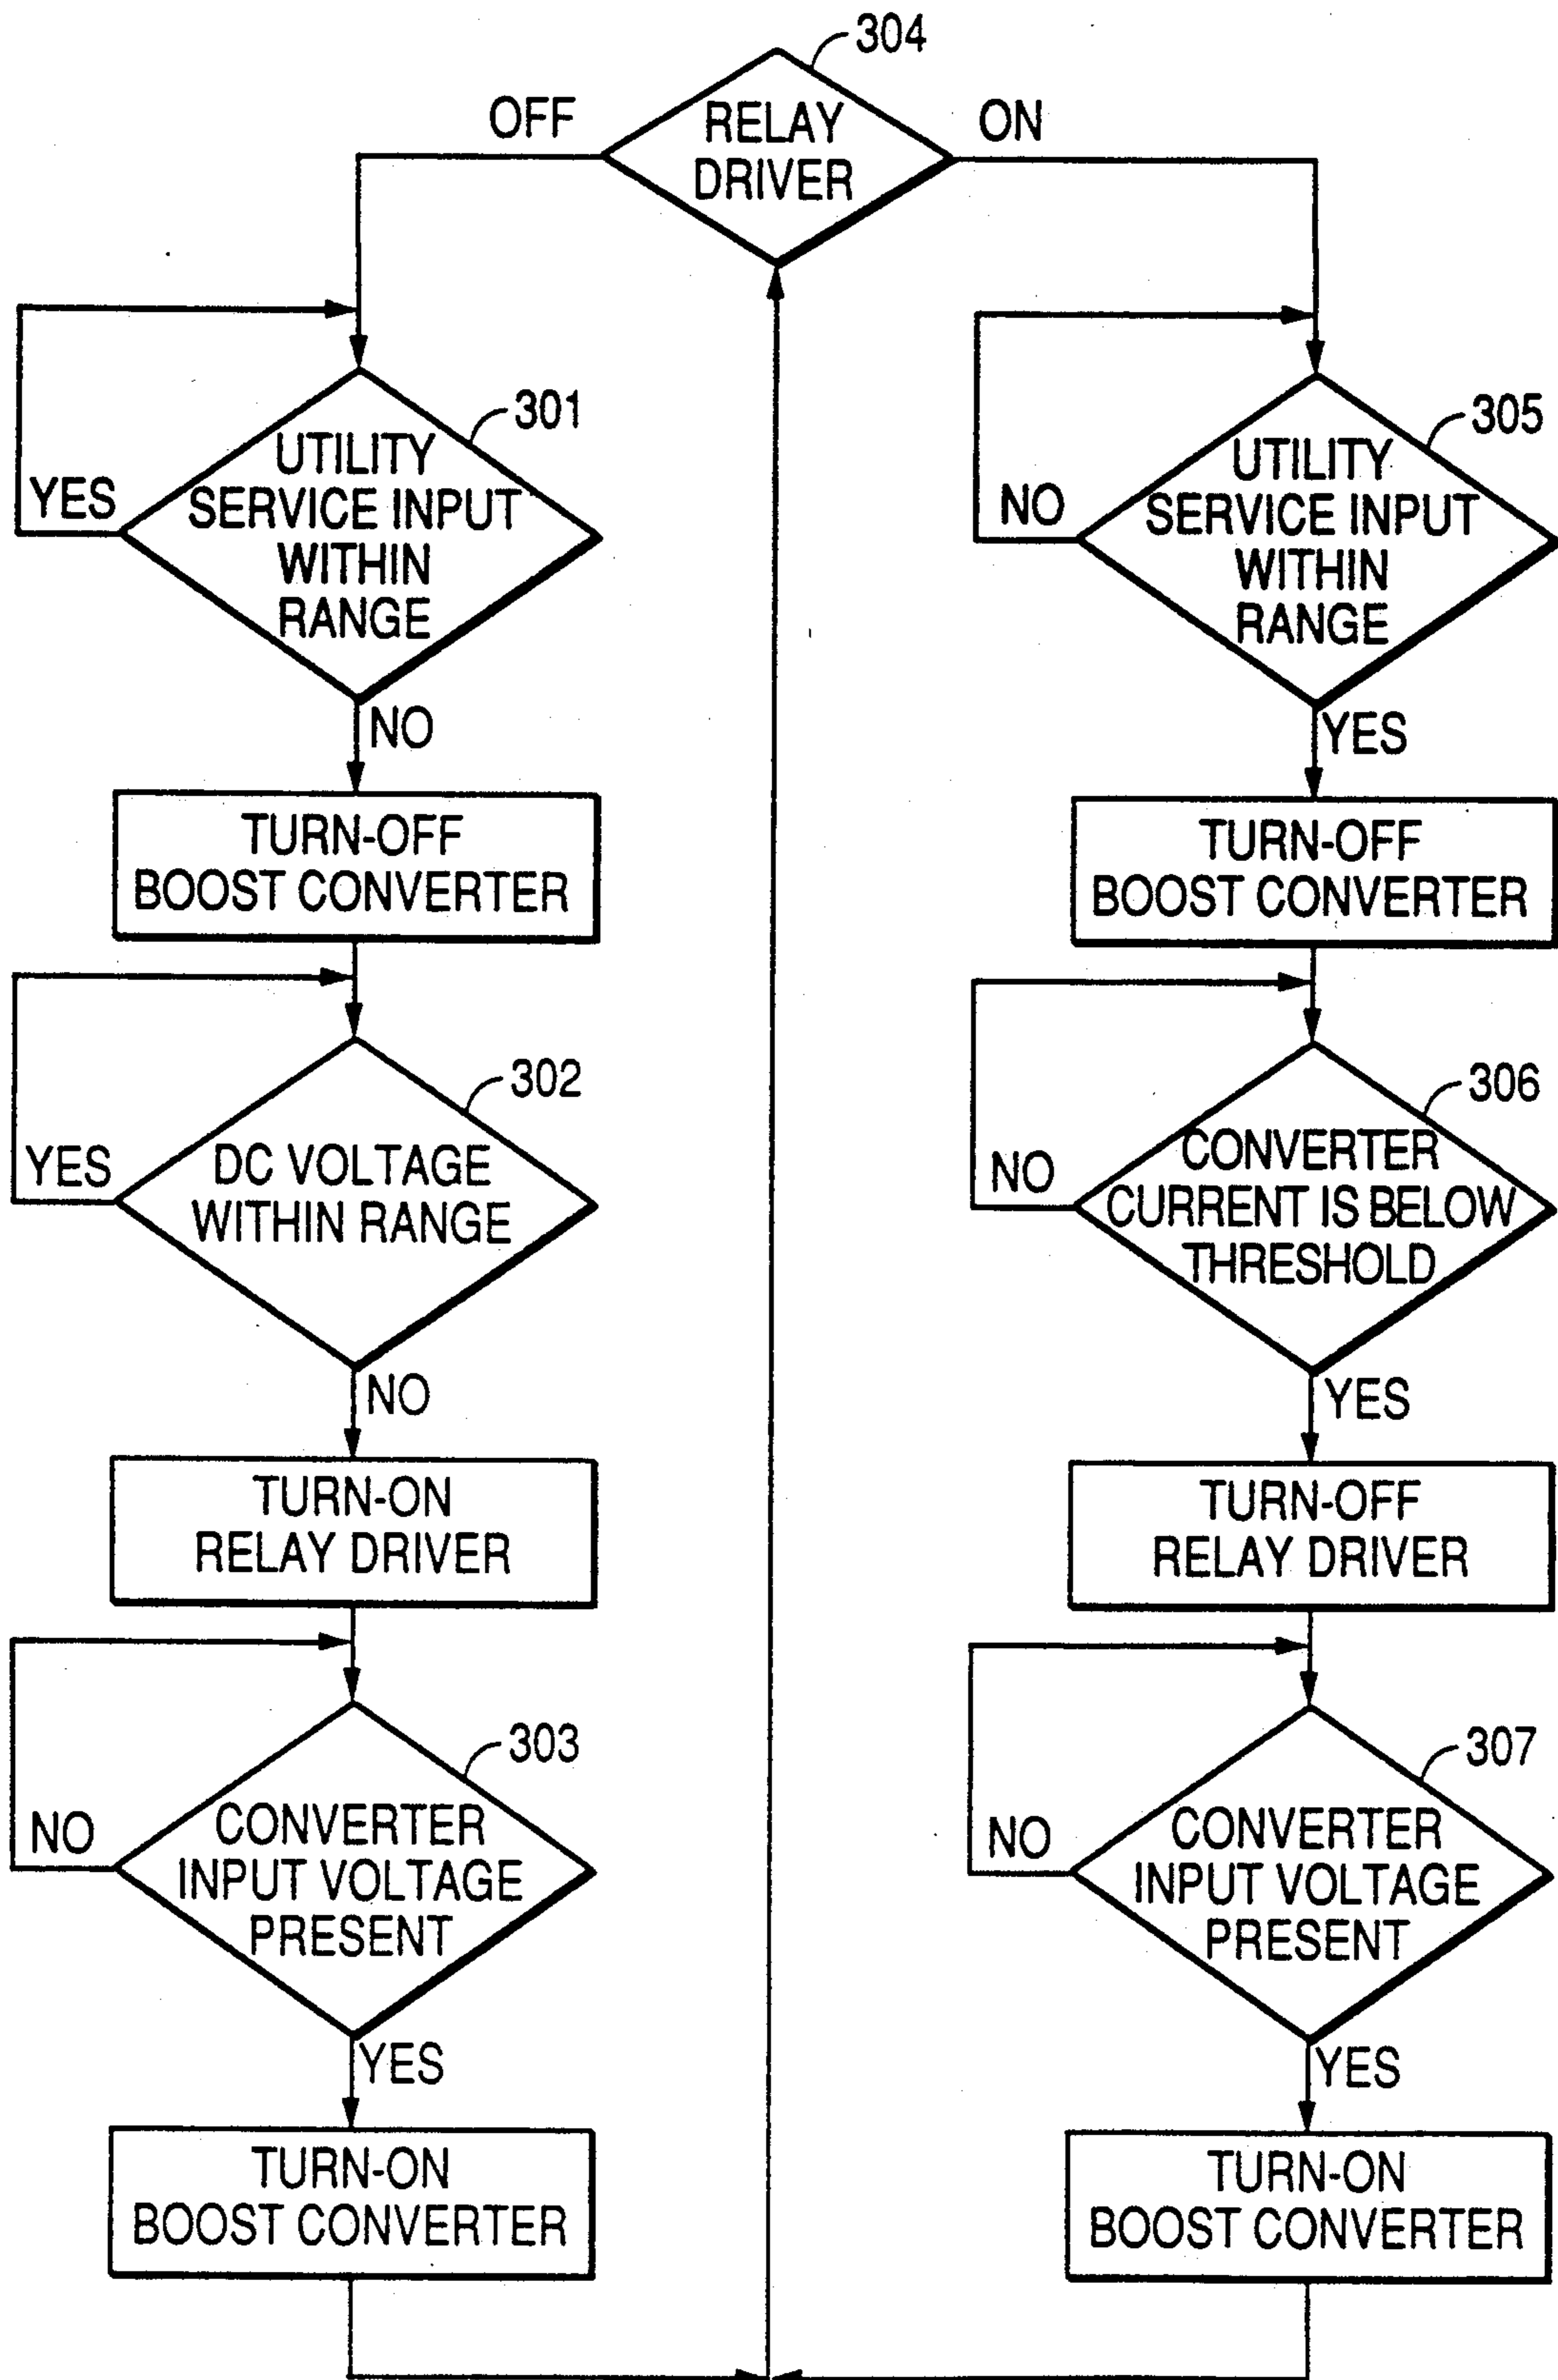 304
OFF
RELAY
DRIVER
ON
301
UTILITY
SERVICE INPUT
WITHIN
RANGE
YES
NO
TURN-OFF
BOOST CONVERTER
302
DC VOLTAGE
WITHIN RANGE
YES
NO
TURN-ON
RELAY DRIVER
303
CONVERTER
INPUT VOLTAGE
PRESENT
NO
YES
TURN-ON
BOOST CONVERTER
305
UTILITY
SERVICE INPUT
WITHIN
RANGE
NO
YES
TURN-OFF
BOOST CONVERTER
306
CONVERTER
CURRENT IS BELOW
THRESHOLD
NO
YES
TURN-OFF
RELAY DRIVER
307
CONVERTER
INPUT VOLTAGE
PRESENT
NO
YES
TURN-ON
BOOST CONVERTER